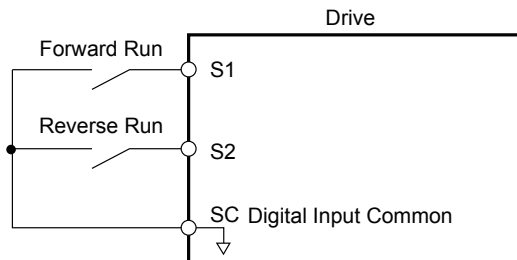 Drive
Forward Run
S1
Reverse Run
S2
SC Digital Input Common